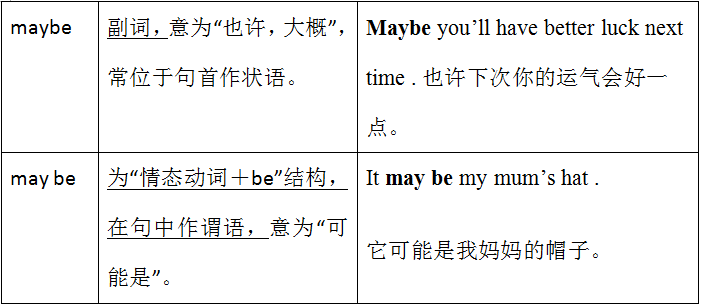 maybe
副词，意为“也许，大概”，
常位于句首作状语。
Maybe you’ll have better luck next
time . 也许下次你的运气会好一
点。
may be
为“情态动词＋be”结构，
在句中作谓语，意为“可
能是”。
It may be my mum’s hat .
它可能是我妈妈的帽子。